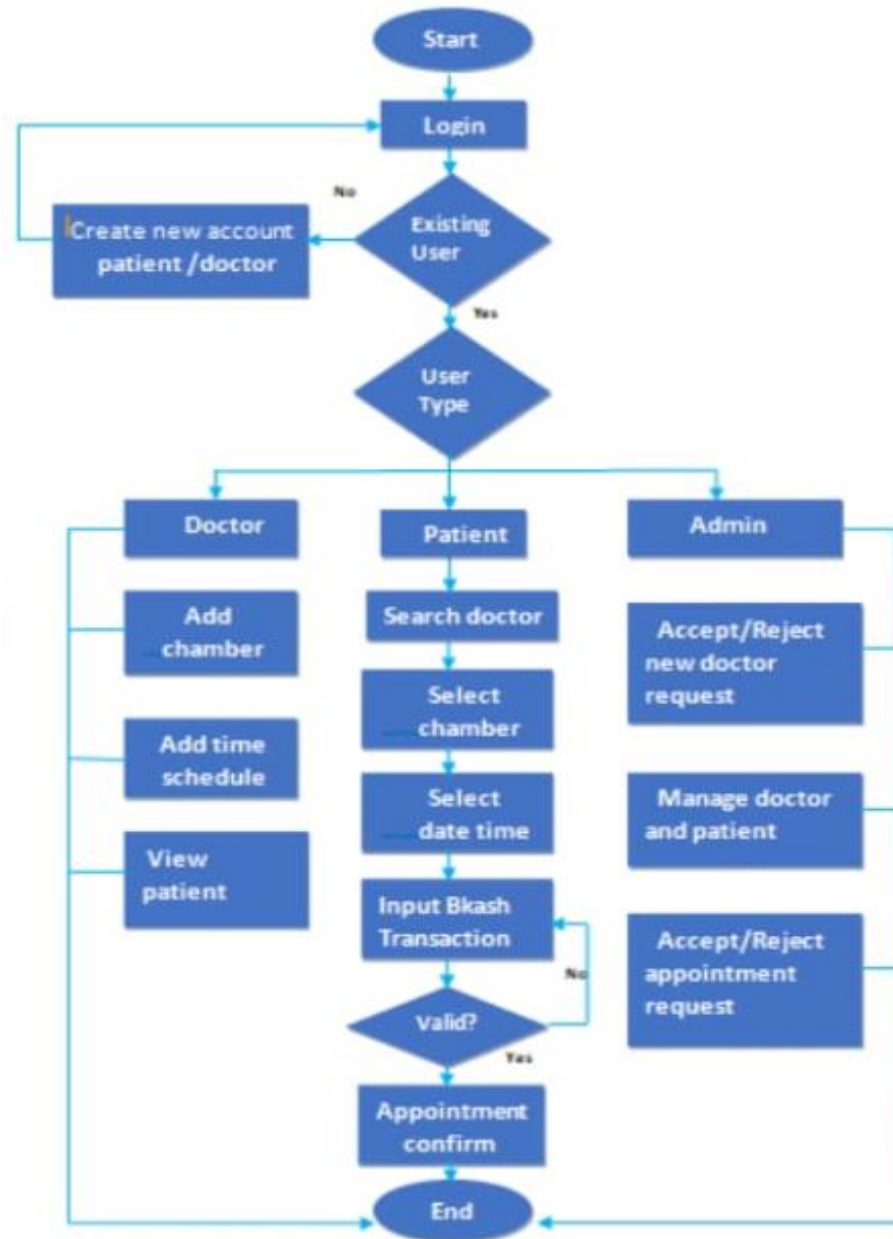 Start
Login
No
Create new account
patient /doctor
Existing
User
Yes
User
Type
Doctor
Patient
Admin
Add
chamber
Search doctor
Accept/Reject
new doctor
request
Select
chamber
Add time
schedule
Select
date time
Manage doctor
and patient
View
patient
Input Bkash
Transaction
No
Accept/Reject
appointment
request
Valid?
Yes
Appointment
confirm
End